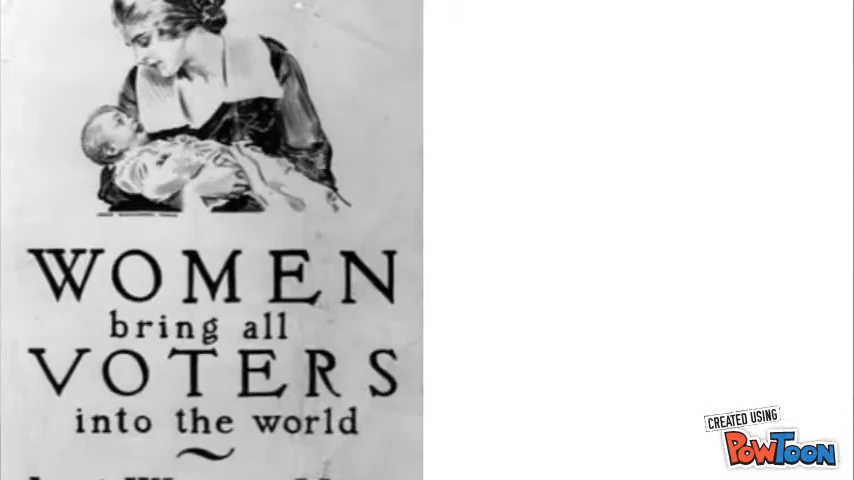 WOMEN
bring all
VOTERS
into the world
CREATED USING
POWTOON